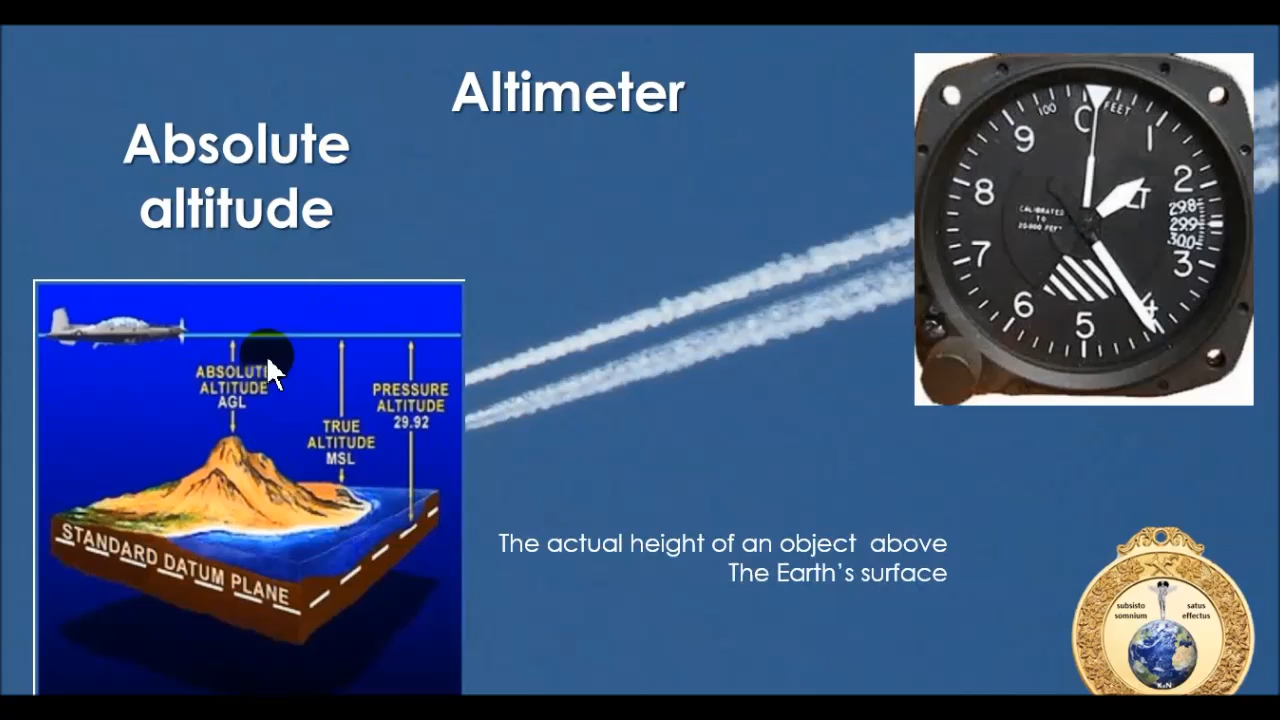 Altimeter
Absolute
altitude
ABSOLUTE
ALTITUDE
AGL
TRUE
ALTITUDE
MSL
PRESSURE
ALTITUDE
29.92
STANDARD DATUM PLANE
100 FEET
9
1
8
ALT
2
CALIBRATED
TO
20,000 FEET
29.8
29.9
30.0
7
3
6
4
5
The actual height of an object above
The Earth's surface
subsisto
somnium
satus
effectus